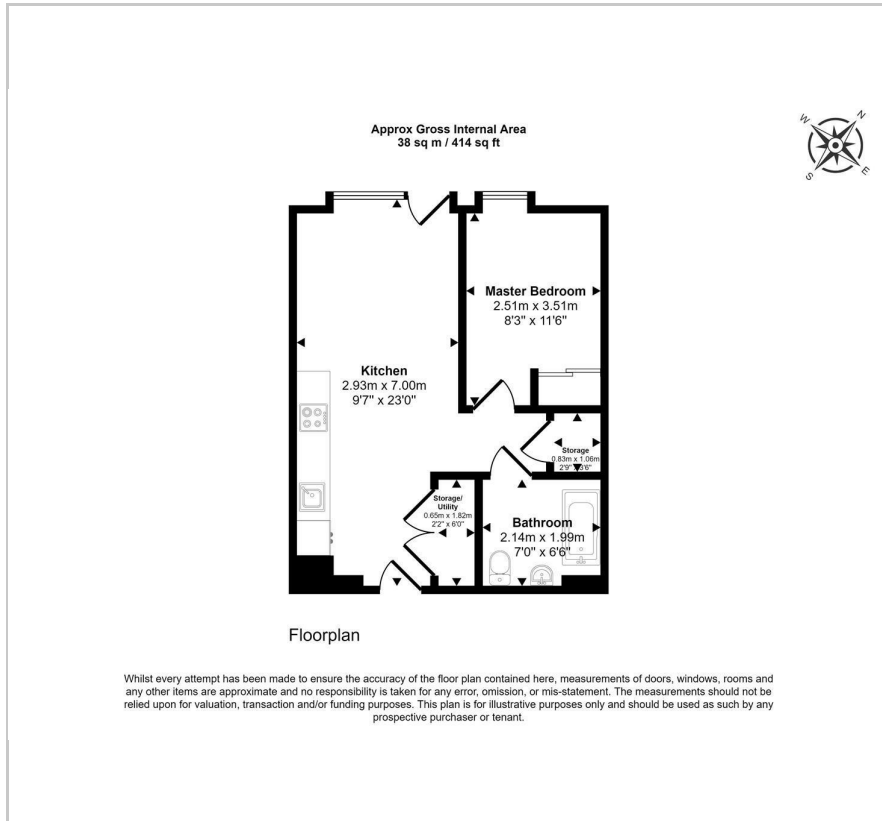 Approx Gross Internal Area
38 sq m / 414 sq ft
N
W
E
S
Master Bedroom
2.51m x 3.51m
8'3" x 11'6"
Kitchen
2.93m x 7.00m
9'7" x 23'0"
Storage
0.83m x 1.06m
2'9" x 3'6"
Storage/
Utility
0.65m x 1.82m
2'2" x 6'0"
Bathroom
2.14m x 1.99m
7'0" x 6'6"
Floorplan
Whilst every attempt has been made to ensure the accuracy of the floor plan contained here, measurements of doors, windows, rooms and
any other items are approximate and no responsibility is taken for any error, omission, or mis-statement. The measurements should not be
relied upon for valuation, transaction and/or funding purposes. This plan is for illustrative purposes only and should be used as such by any
prospective purchaser or tenant.